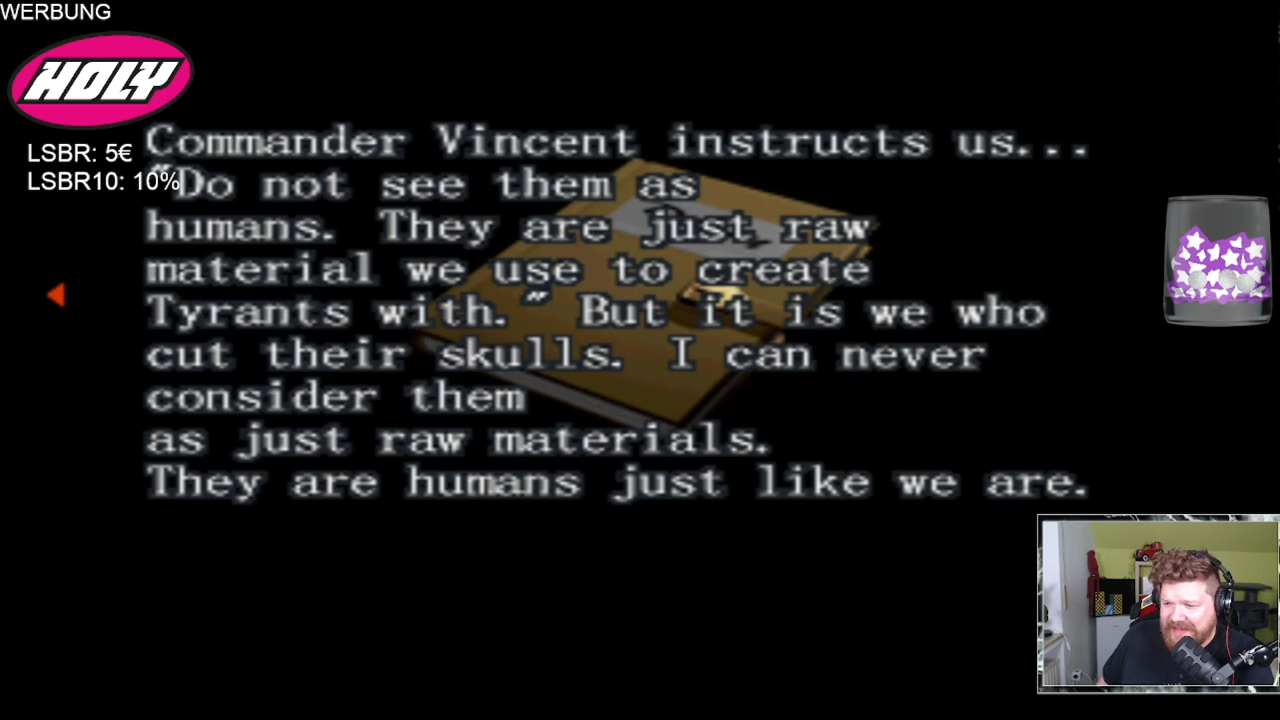 WERBUNG
HOLY
LSBR: 5€
LSBR10: 10%
Commander Vincent instructs us...
"Do not see them as
humans. They are just raw
material we use to create
Tyrants with." But it is we who
cut their skulls. I can never
consider them
as just raw materials.
They are humans just like we are.